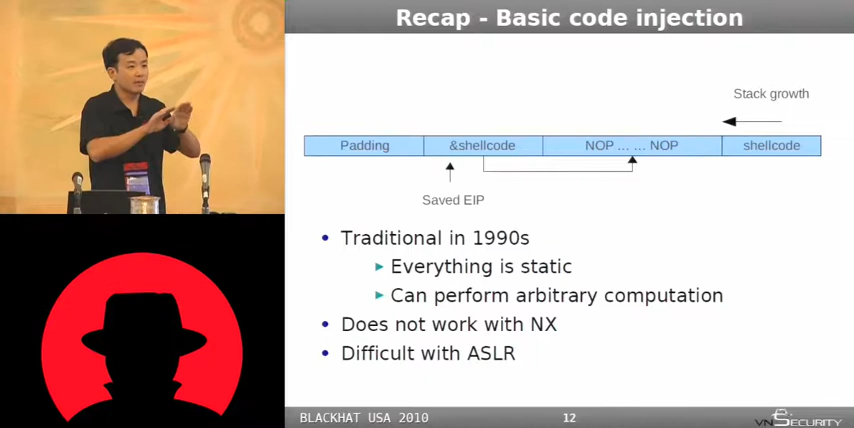 Recap - Basic code injection
Stack growth
Padding
&shellcode
NOP ... ... NOP
shellcode
Saved EIP
• Traditional in 1990s
► Everything is static
► Can perform arbitrary computation
• Does not work with NX
• Difficult with ASLR
BLACKHAT USA 2010
12
VNSECURITY